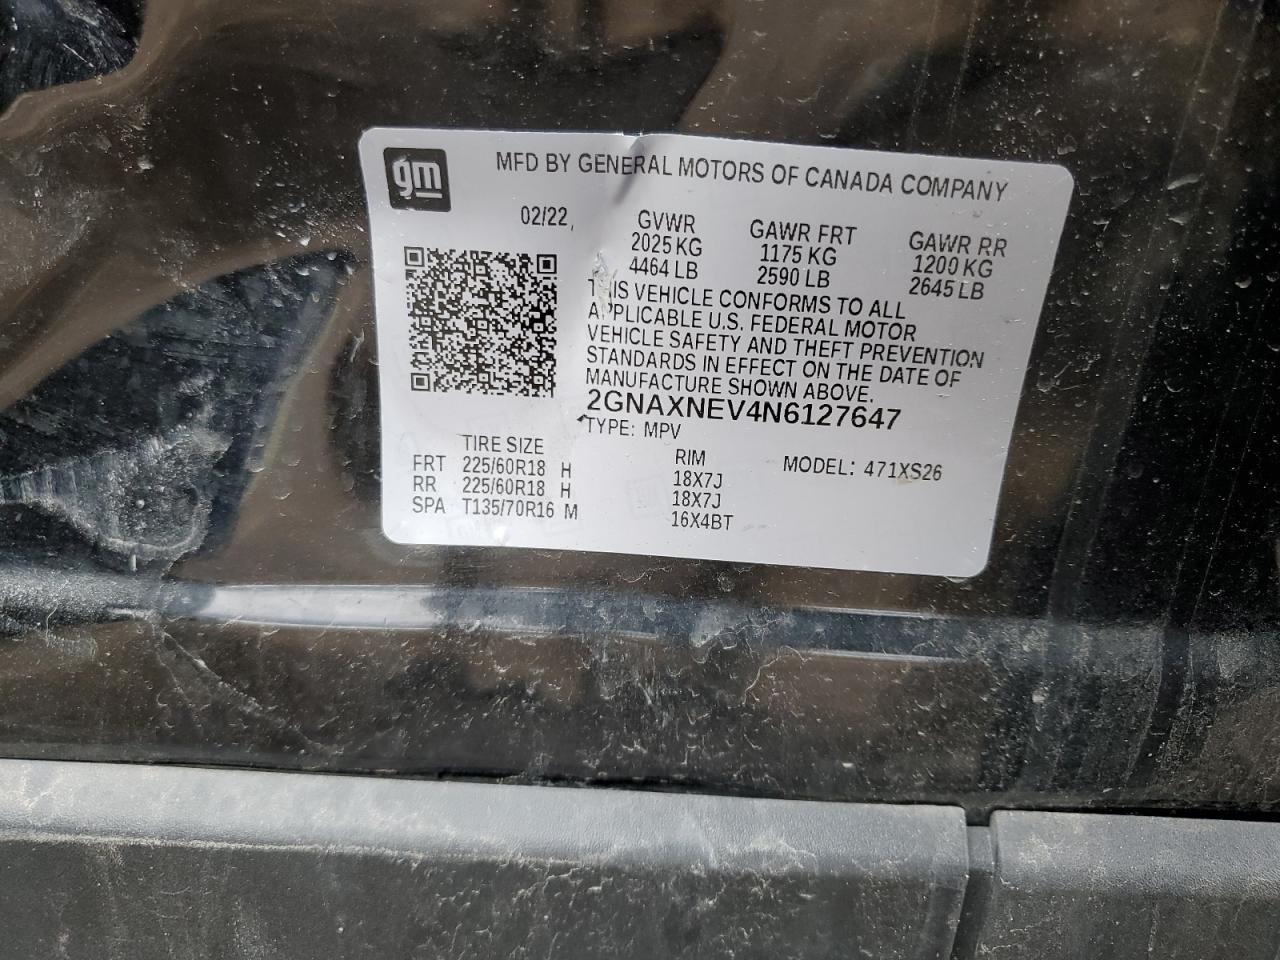 gm
MFD BY GENERAL MOTORS OF CANADA COMPANY
02/22
GVWR GAWR FRT GAWR RR
2025 KG 1175 KG 1200 KG
4464 LB 2590 LB 2645 LB
THIS VEHICLE CONFORMS TO ALL
APPLICABLE U.S. FEDERAL MOTOR
VEHICLE SAFETY AND THEFT PREVENTION
STANDARDS IN EFFECT ON THE DATE OF
MANUFACTURE SHOWN ABOVE.
2GNAXNEV4N6127647
TYPE: MPV
TIRE SIZE RIM MODEL: 471XS26
FRT 225/60R18 H 18X7J
RR 225/60R18 H 18X7J
SPA T135/70R16 M 16X4BT